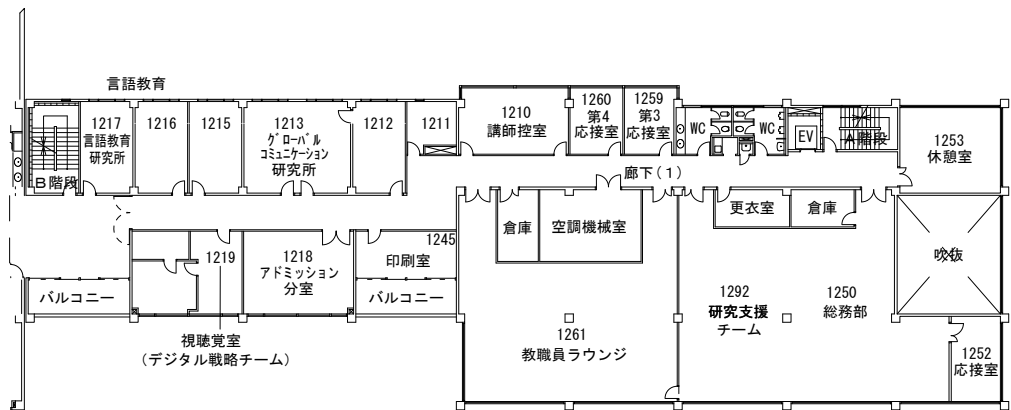 言語教育
1217
言語教育
研究所
1216
1215
1213
グローバル
コミュニケーション
研究所
1212
1211
1210
講師控室
1260
第4
応接室
1259
第3
応接室
WC
WC
EV
A階段
1253
休憩室
B階段
廊下(1)
倉庫
空調機械室
更衣室
倉庫
吹抜
1219
1218
アドミッション
分室
1245
印刷室
バルコニー
バルコニー
視聴覚室
(デジタル戦略チーム)
1261
教職員ラウンジ
1292
研究支援
チーム
1250
総務部
1252
応接室